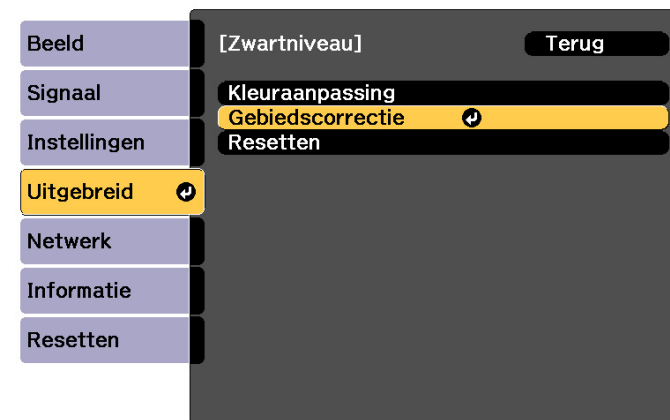 Beeld
Signaal
Instellingen
Uitgebreid
Netwerk
Informatie
Resetten
[Zwartniveau] Terug
Kleuraanpassing
Gebiedscorrectie
Resetten